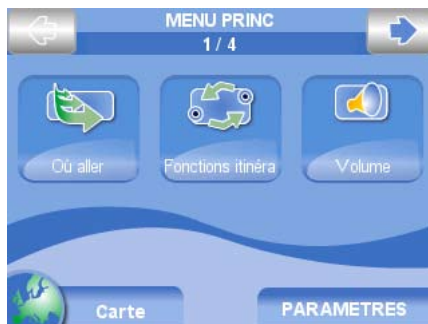 MENU PRINC
1 / 4
Où aller
Fonctions itinéra
Volume
Carte
PARAMETRES